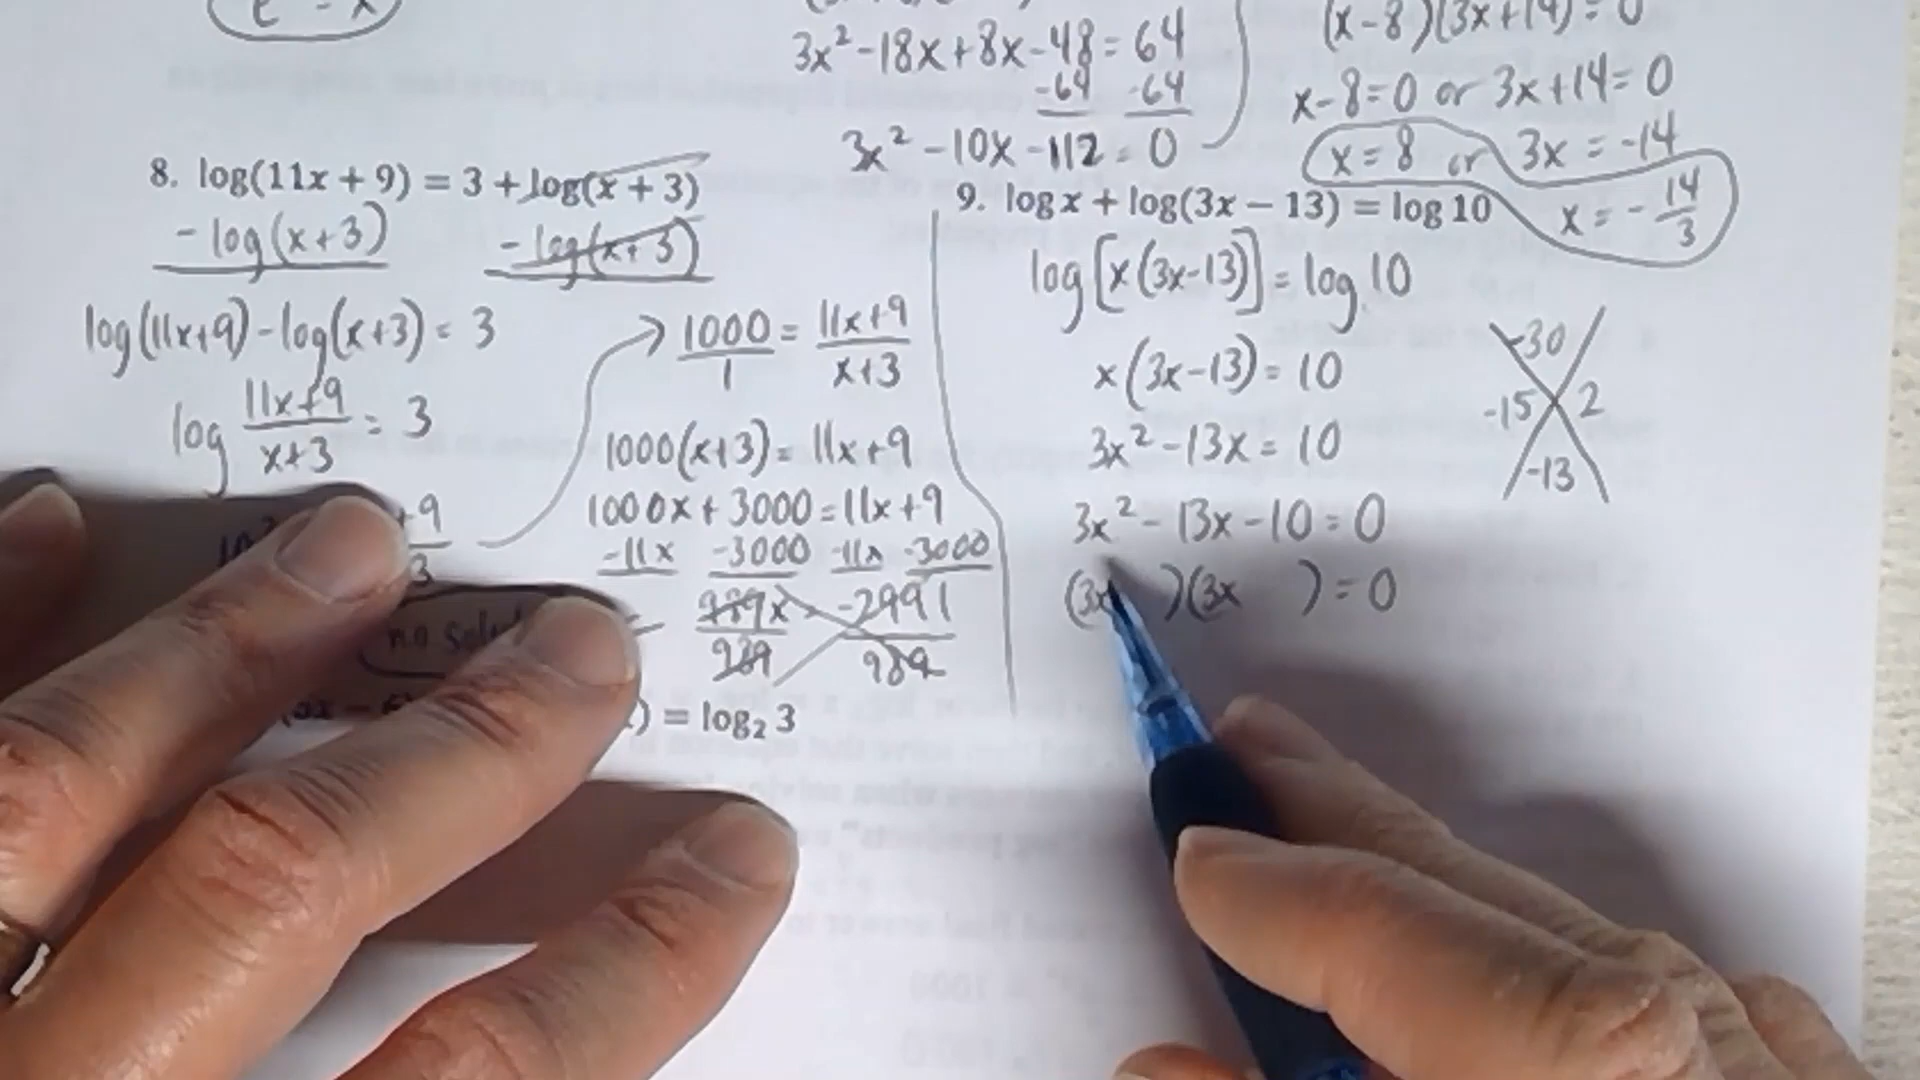 3x² - 18x + 8x - 48 = 64
-64 -64
3x² - 10x - 112 = 0
(x - 8)(3x + 14) = 0
x - 8 = 0 or 3x + 14 = 0
x = 8 or 3x = -14
x = - 14/3
8. log(11x + 9) = 3 + log(x + 3)
- log(x + 3) - log(x + 3)
log(11x+9) - log(x+3) = 3
log 11x+9/x+3 = 3
+9
3
no
→ 1000/1 = 11x+9/x+3
1000(x+3) = 11x+9
1000x + 3000 = 11x + 9
-11x -3000 -11x -3000
989x = -2991
989 989
) = log₂ 3
9. log x + log(3x − 13) = log 10
log[x(3x-13)] = log 10
x(3x-13) = 10
3x² - 13x = 10
3x² - 13x - 10 = 0
(3x )(3x ) = 0
-30
-15 2
-13